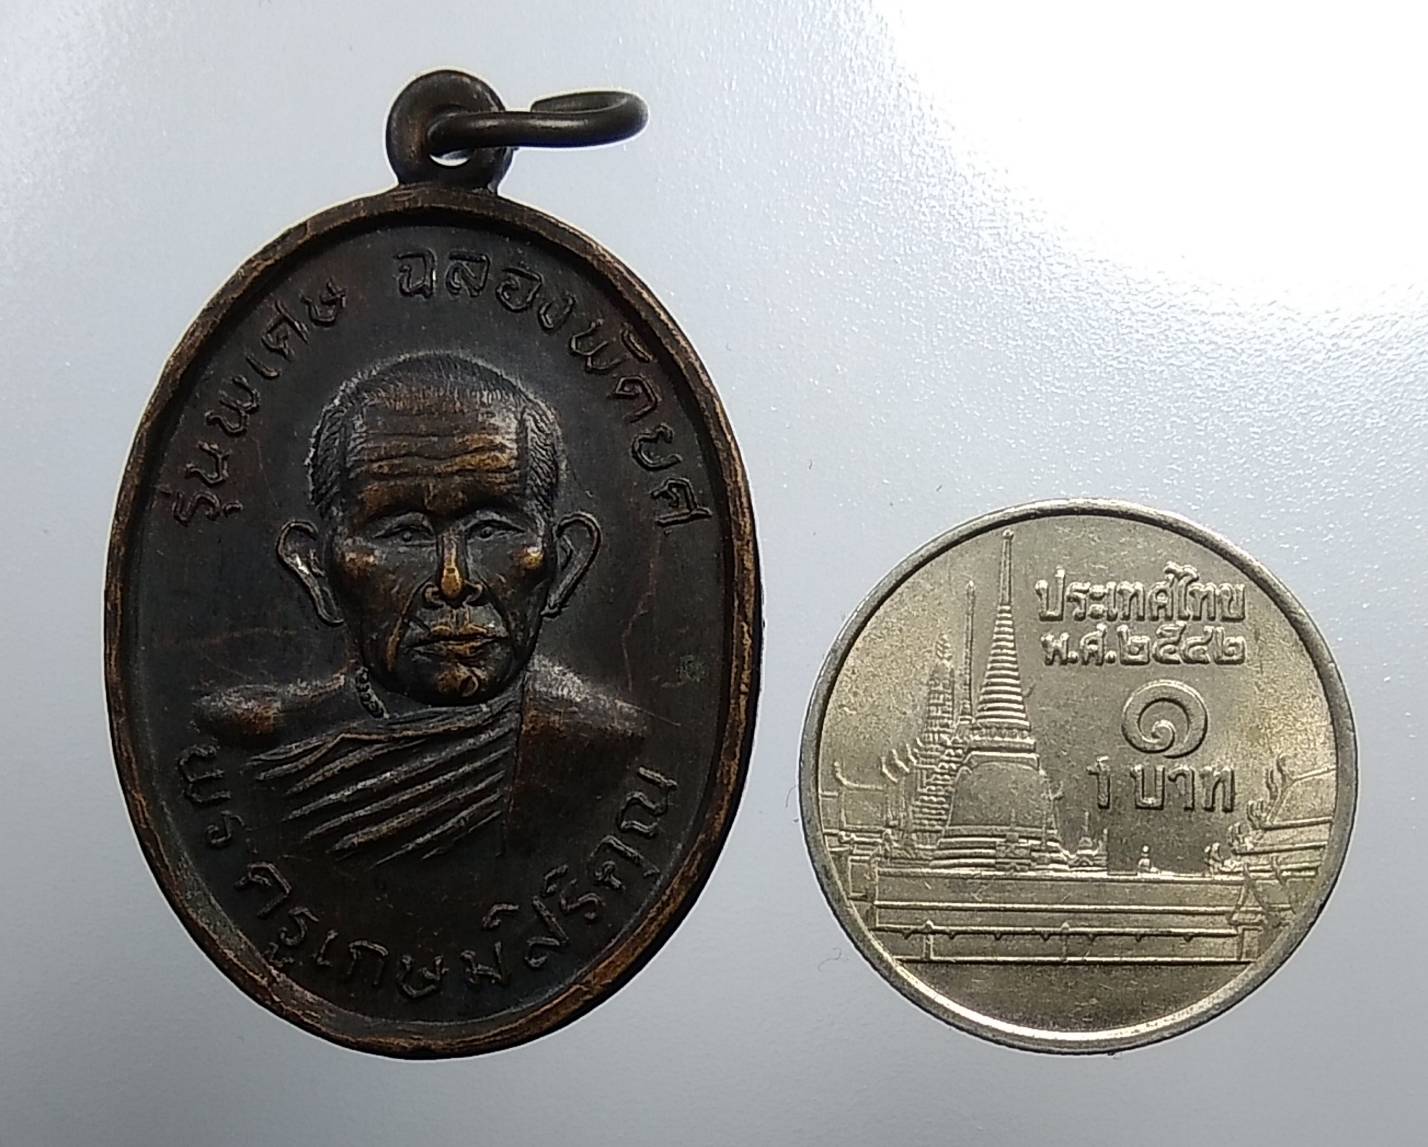 รุ่นพิเศษ ฉลองพัดยศ
พระครูเกษมสิริคุณ
ประเทศไทย
พ.ศ.๒๕๔๒
๑
1 บาท